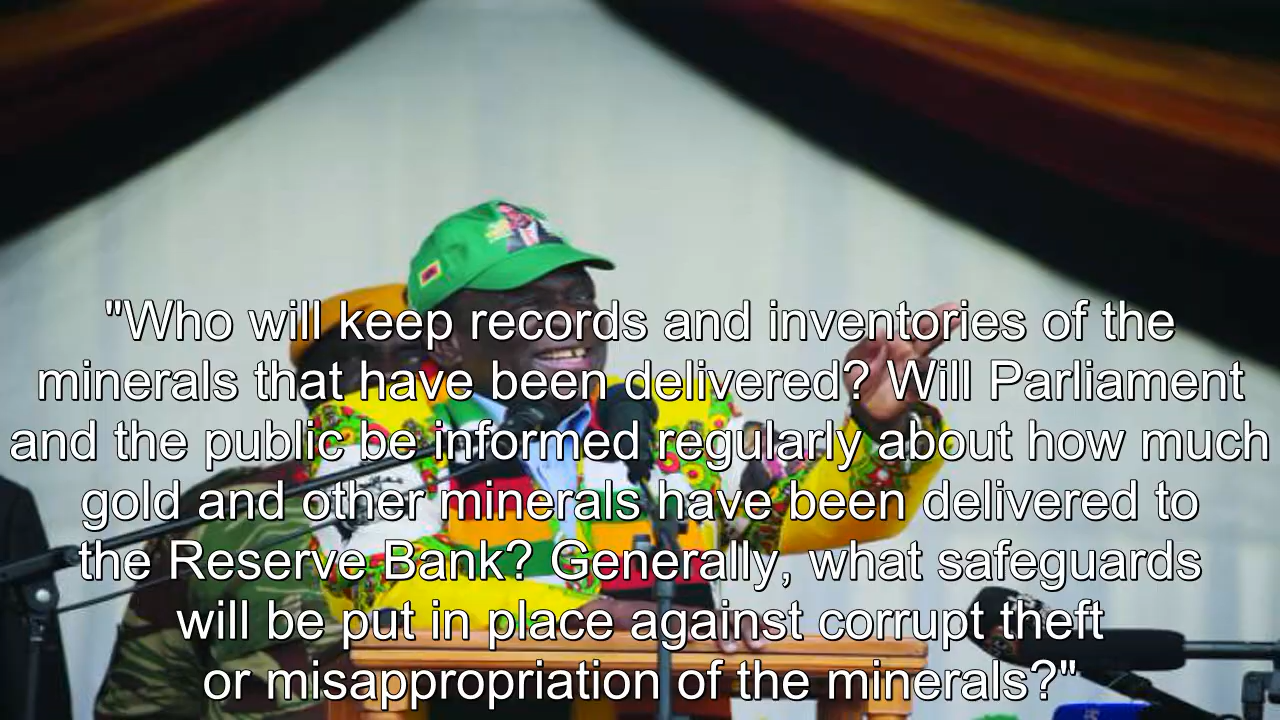 "Who will keep records and inventories of the
minerals that have been delivered? Will Parliament
and the public be informed regularly about how much
gold and other minerals have been delivered to
the Reserve Bank? Generally, what safeguards
will be put in place against corrupt theft
or misappropriation of the minerals?"